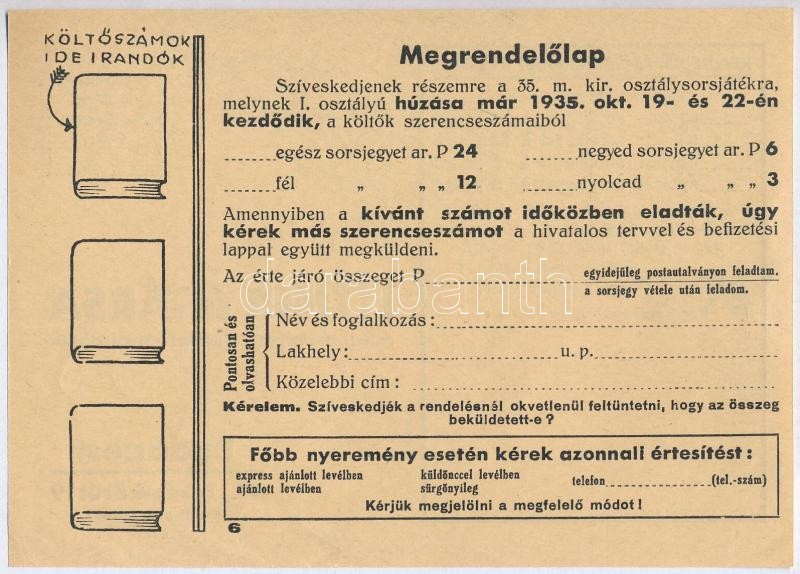 KÖLTŐSZÁMOK
IDE IRANDÓK
Megrendelőlap
Szíveskedjenek részemre a 35. m. kir. osztálysorsjátékra,
melynek I. osztályú húzása már 1935. okt. 19- és 22-én
kezdődik, a költők szerencseszámaiból
egész sorsjegyet ar. P 24 negyed sorsjegyet ar. P 6
fél „ „ „ 12 nyolcad „ „ „ 3
Amennyiben a kívánt számot időközben eladták, úgy
kérek más szerencseszámot a hivatalos tervvel és befizetési
lappal együtt megküldeni.
Az érte járó összeget P egyidejűleg postautalványon feladtam.
a sorsjegy vétele után feladom.
Pontosan és
olvashatóan
Név és foglalkozás:
Lakhely: u. p.
Közelebbi cím:
Kérelem. Szíveskedjék a rendelésnél okvetlenül feltüntetni, hogy az összeg
beküldetett-e?
Főbb nyeremény esetén kérek azonnali értesítést:
express ajánlott levélben küldönccel levélben telefon (tel.-szám)
ajánlott levélben sürgönyileg
Kérjük megjelölni a megfelelő módot!
6
darabanth